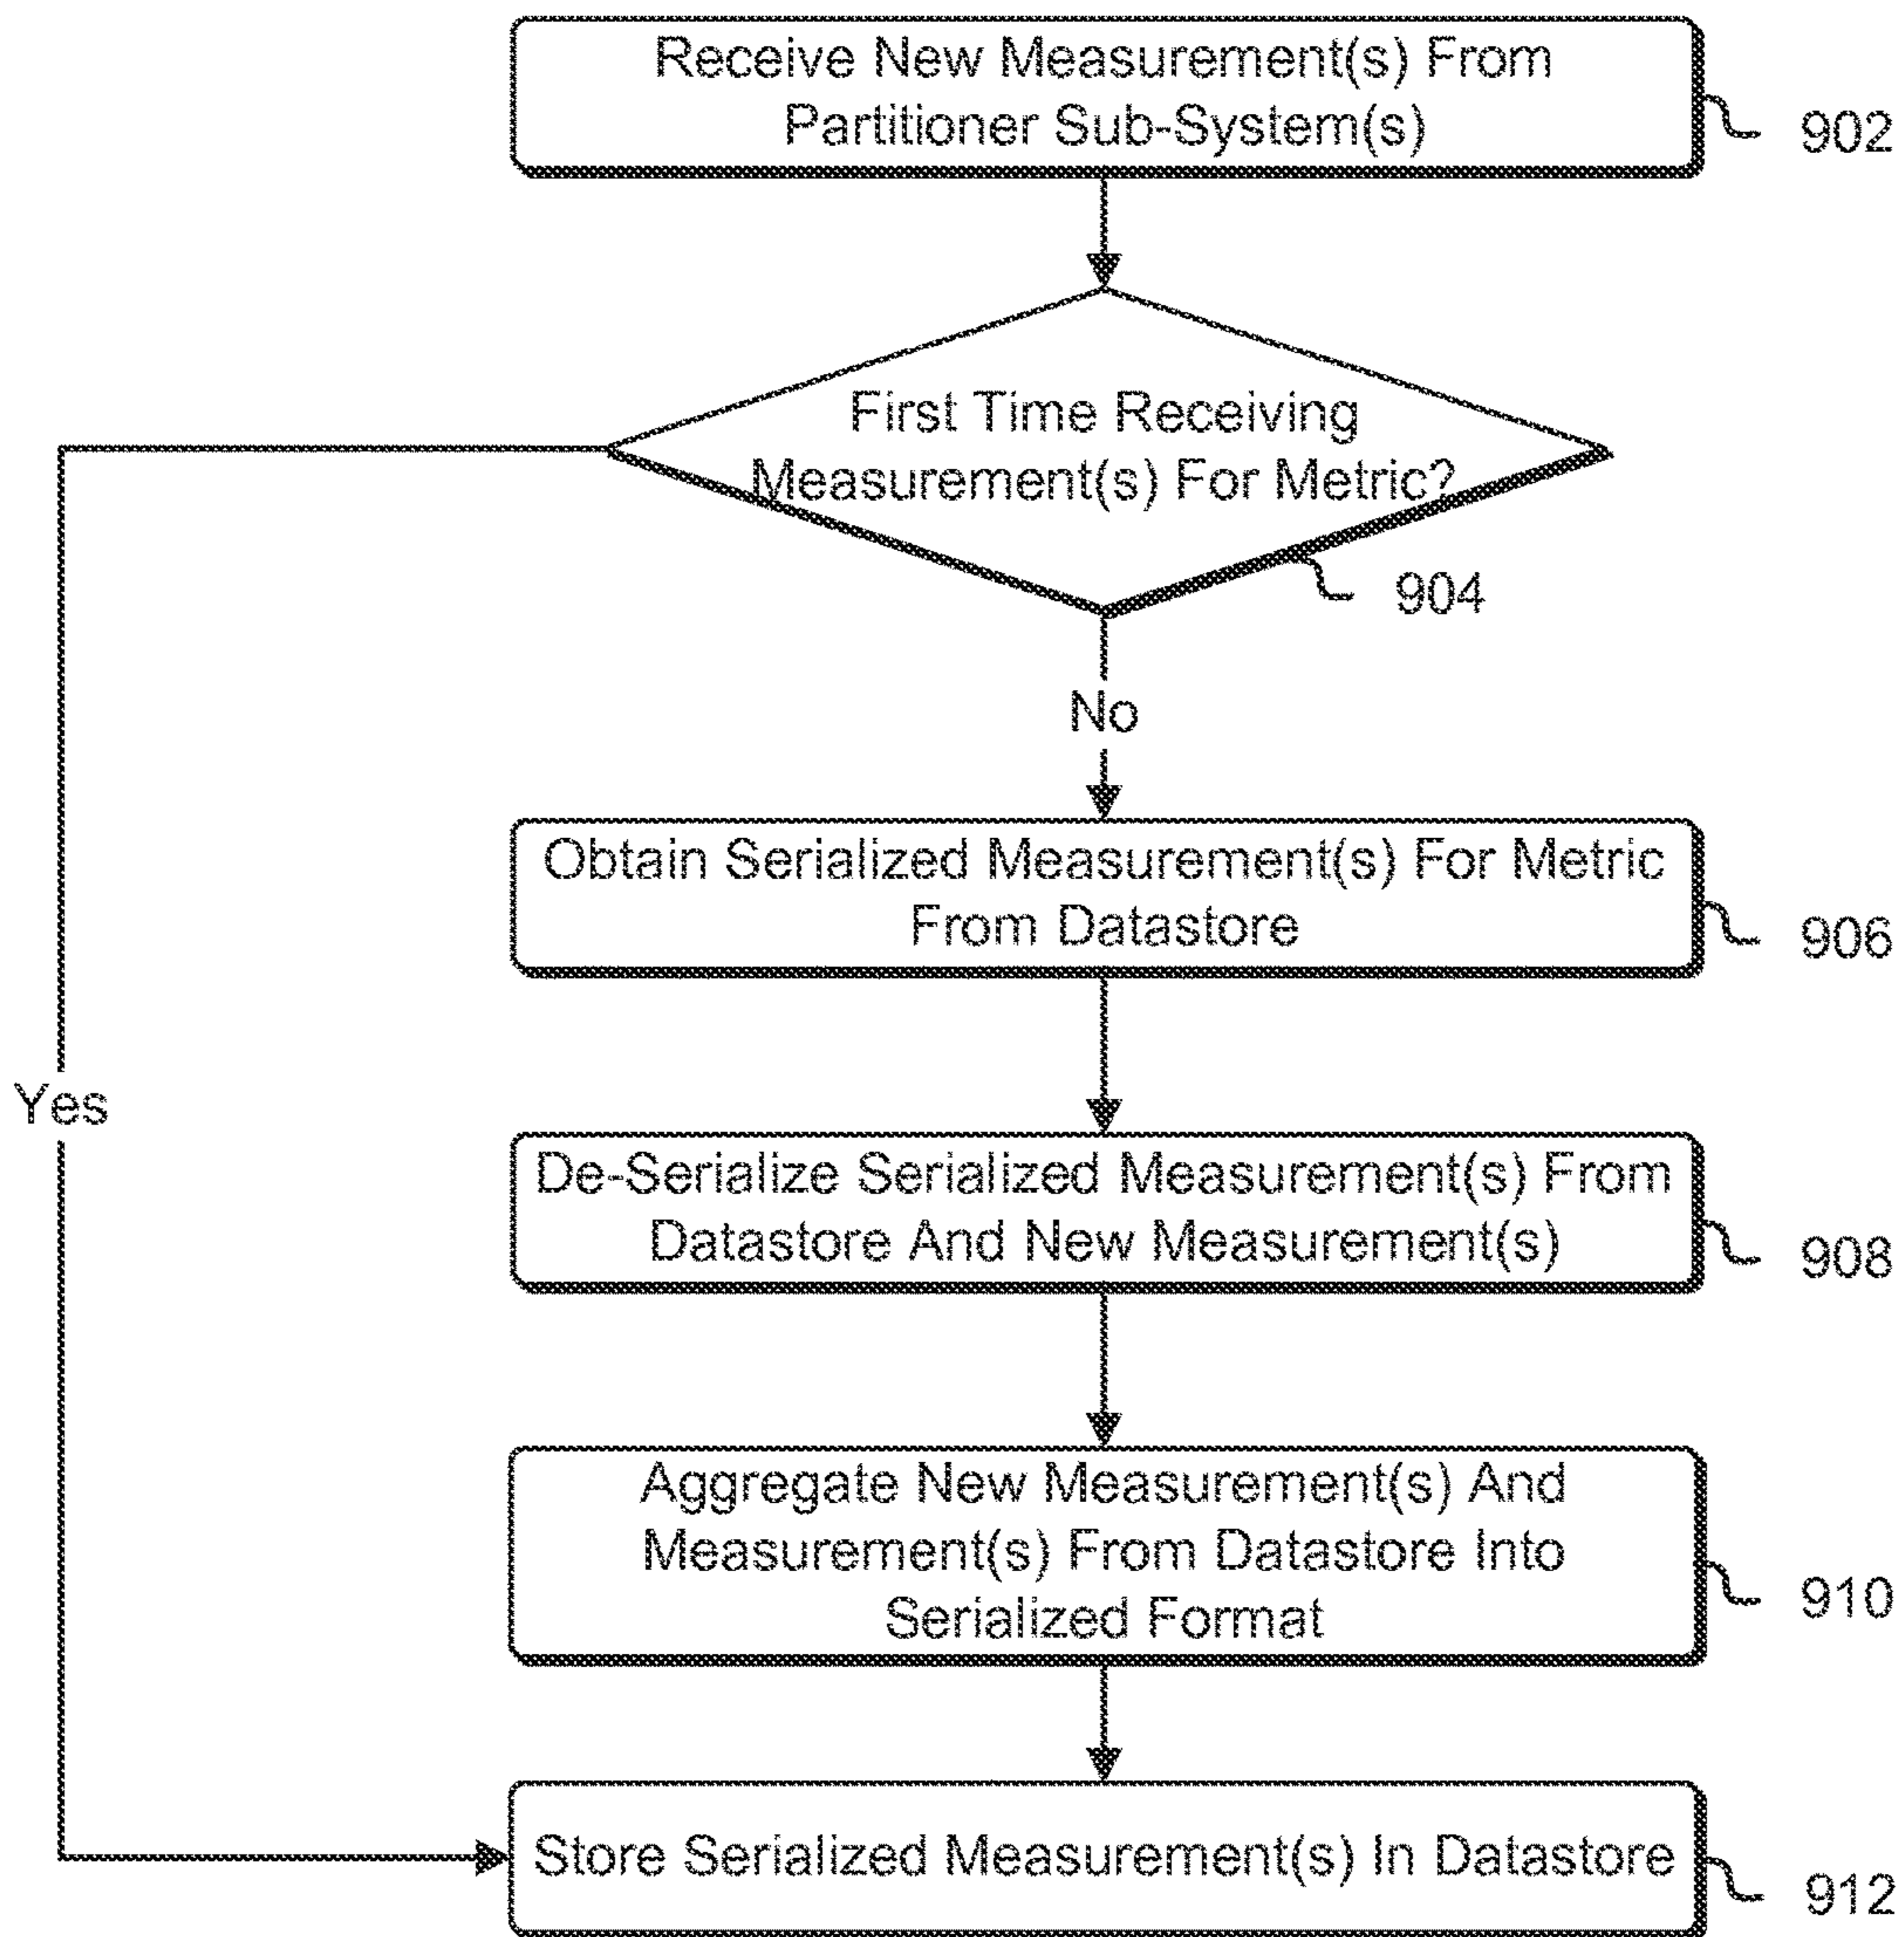 Receive New Measurement(s) From
Partitioner Sub-System(s)
902
First Time Receiving
Measurement(s) For Metric?
904
No
Obtain Serialized Measurement(s) For Metric
From Datastore
906
Yes
De-Serialize Serialized Measurement(s) From
Datastore And New Measurement(s)
908
Aggregate New Measurement(s) And
Measurement(s) From Datastore Into
Serialized Format
910
Store Serialized Measurement(s) In Datastore
912